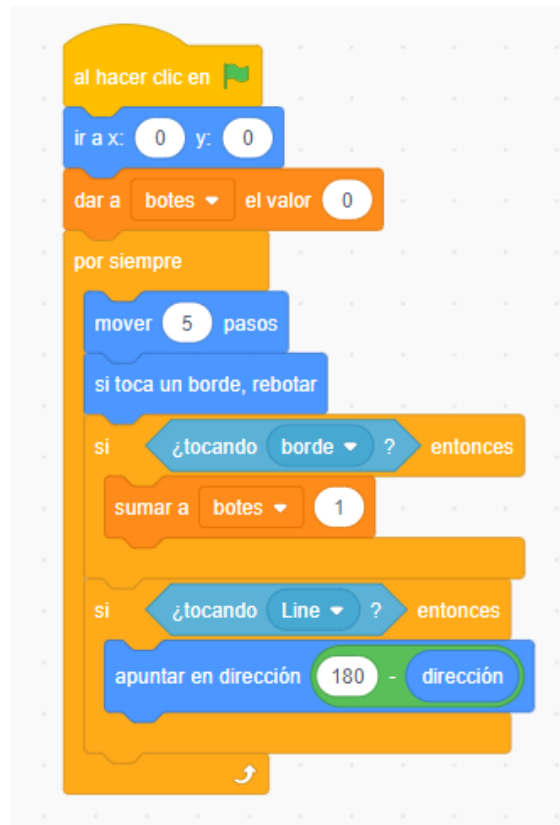 al hacer clic en
ir a x: 0 y: 0
dar a botes el valor 0
por siempre
mover 5 pasos
si toca un borde, rebotar
si ¿tocando borde ? entonces
sumar a botes 1
si ¿tocando Line ? entonces
apuntar en dirección 180 - dirección